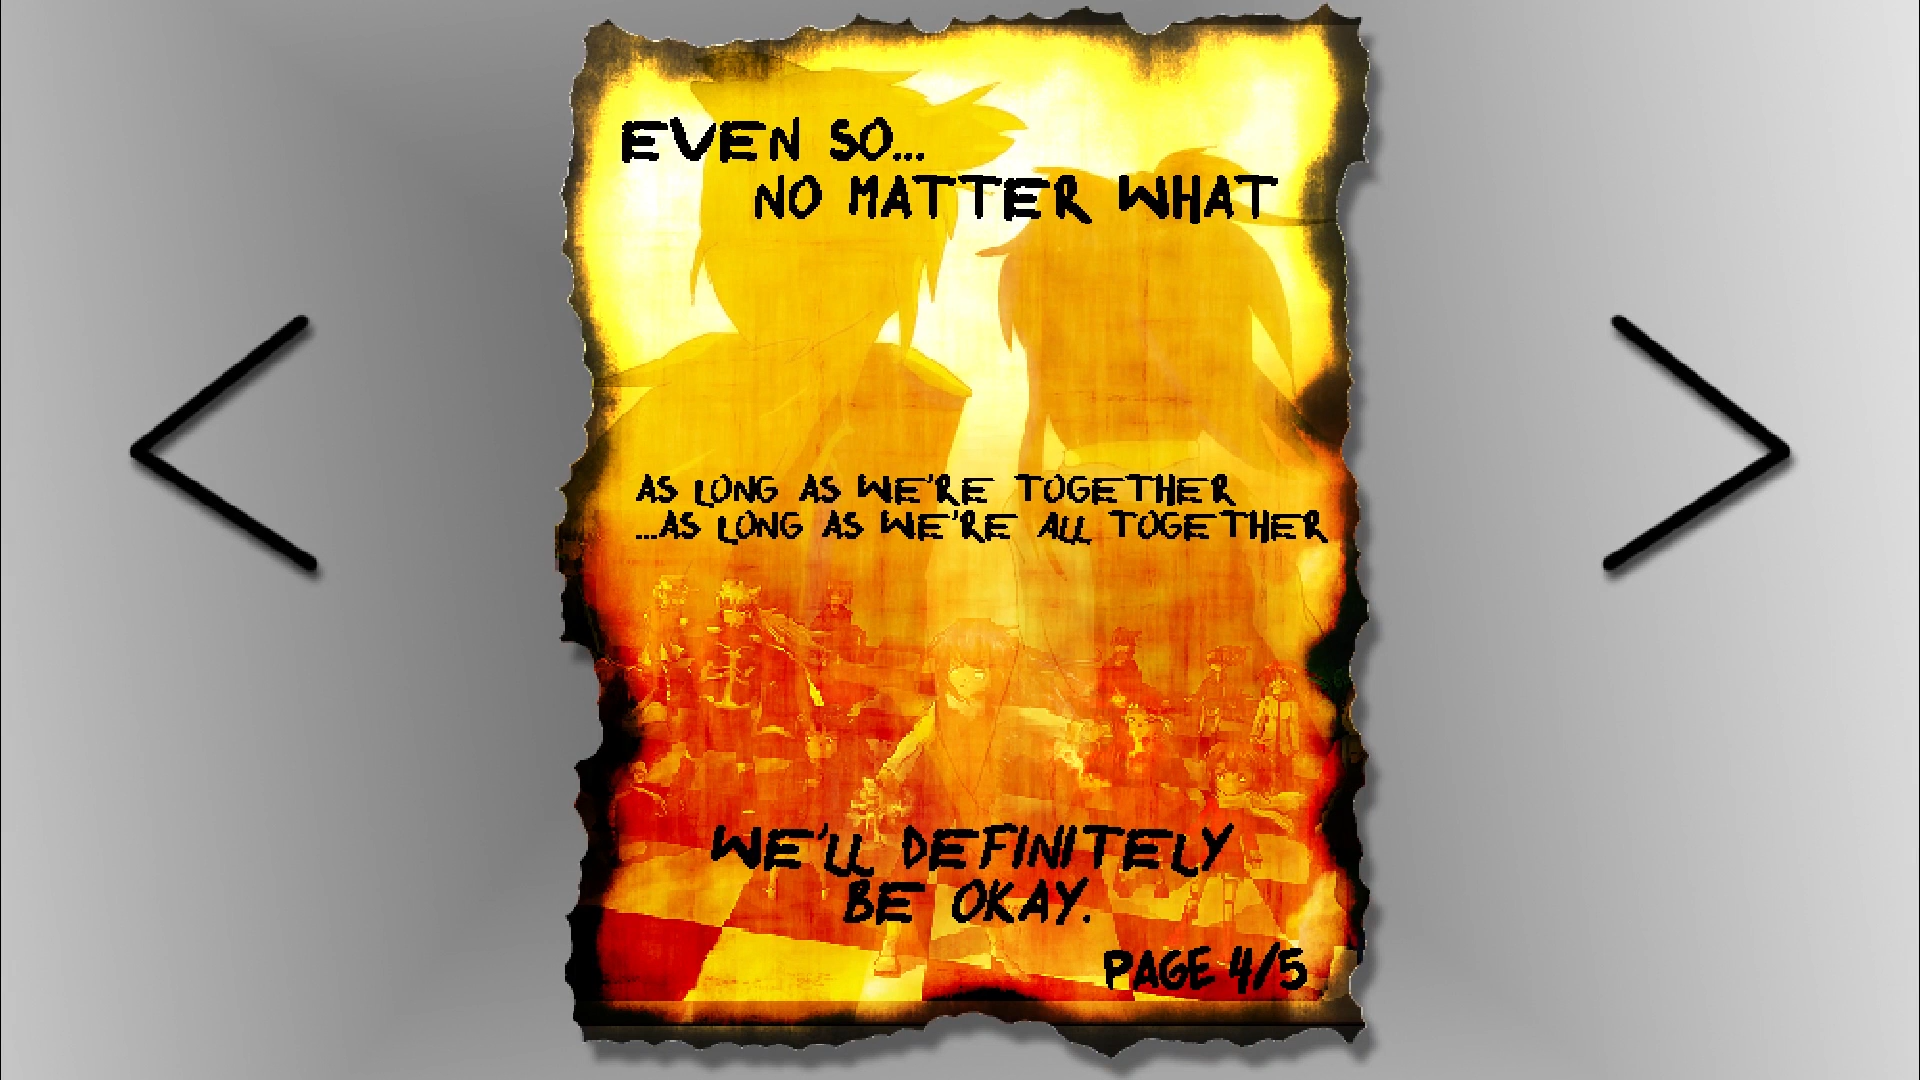 EVEN SO...
NO MATTER WHAT
AS LONG AS WE'RE TOGETHER
...AS LONG AS WE'RE ALL TOGETHER
WE'LL DEFINITELY
BE OKAY.
PAGE 4/5